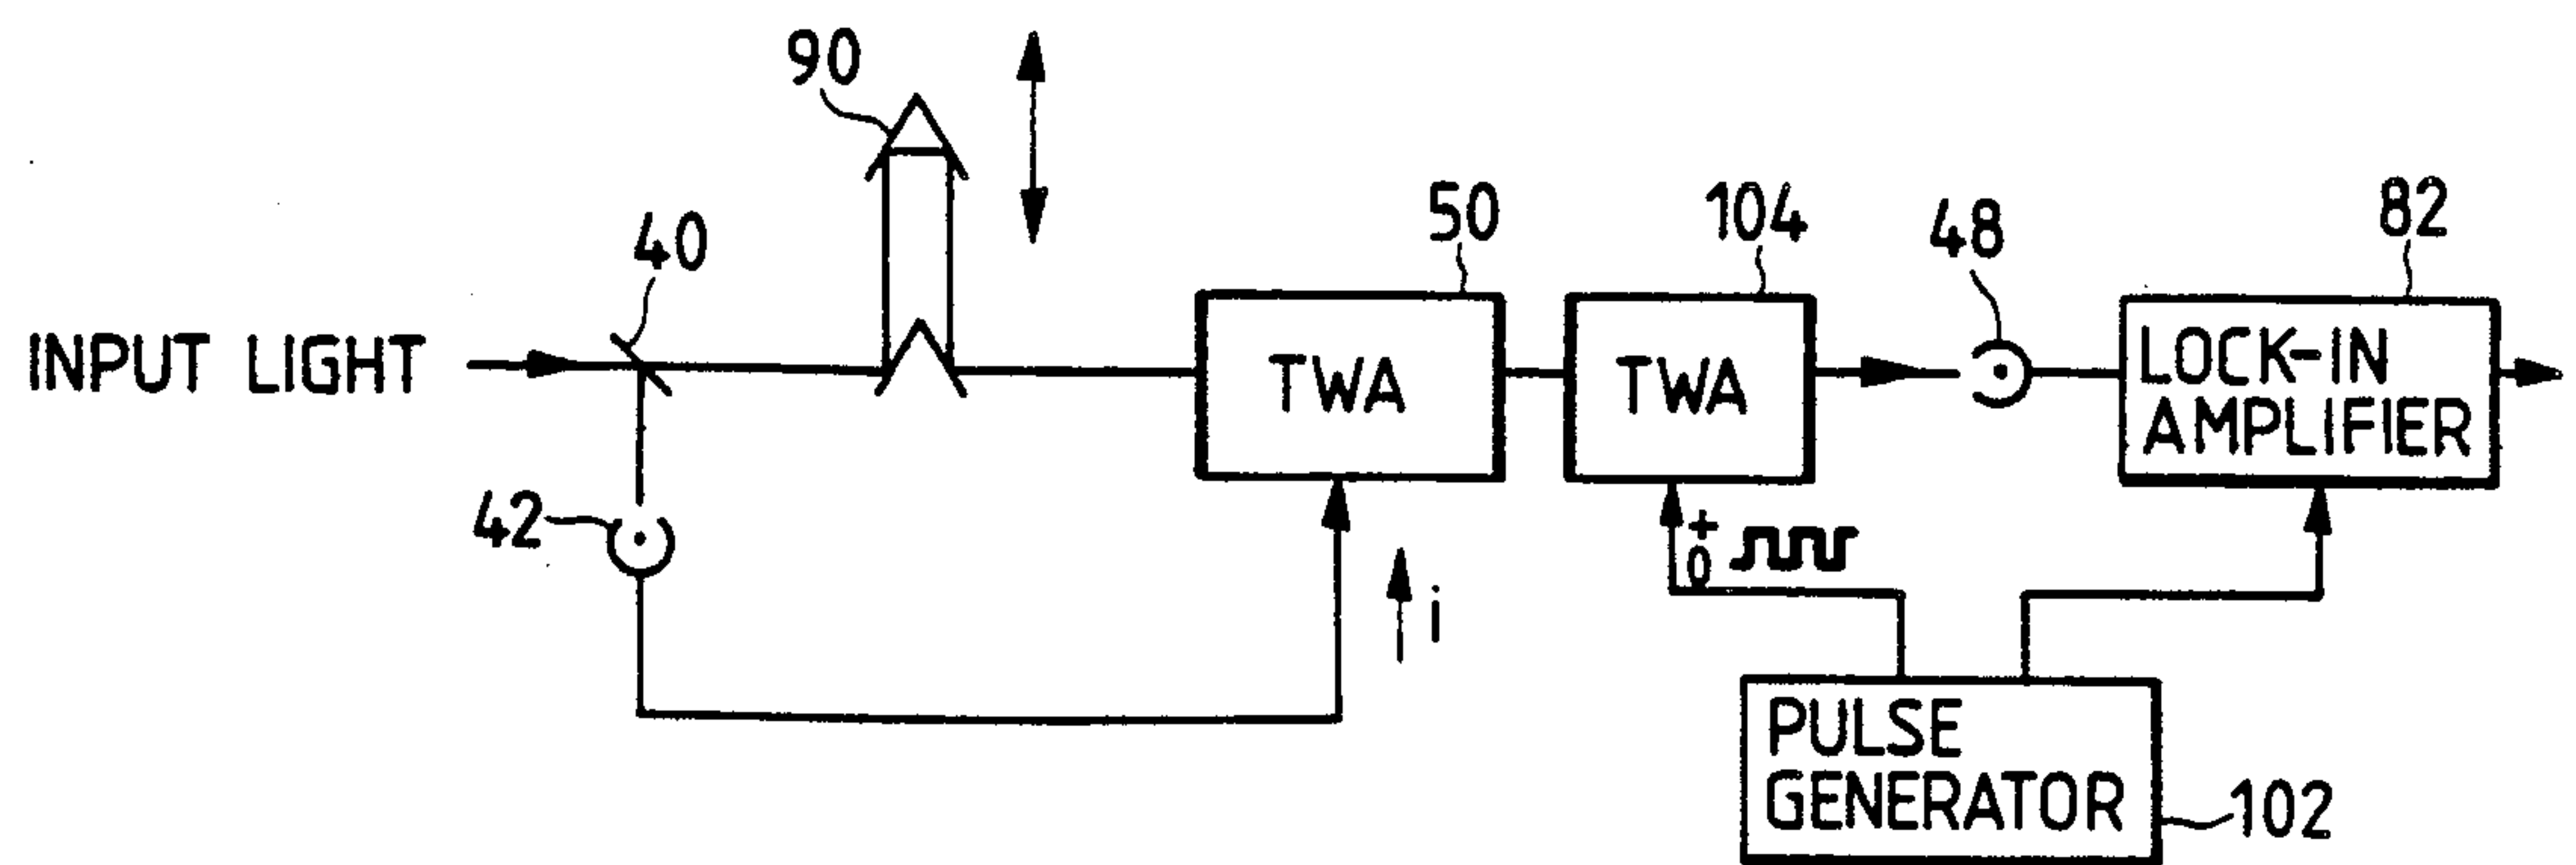 90
40
INPUT LIGHT
42
50
TWA
104
TWA
48
82
LOCK-IN
AMPLIFIER
i
+
0
PULSE
GENERATOR
102